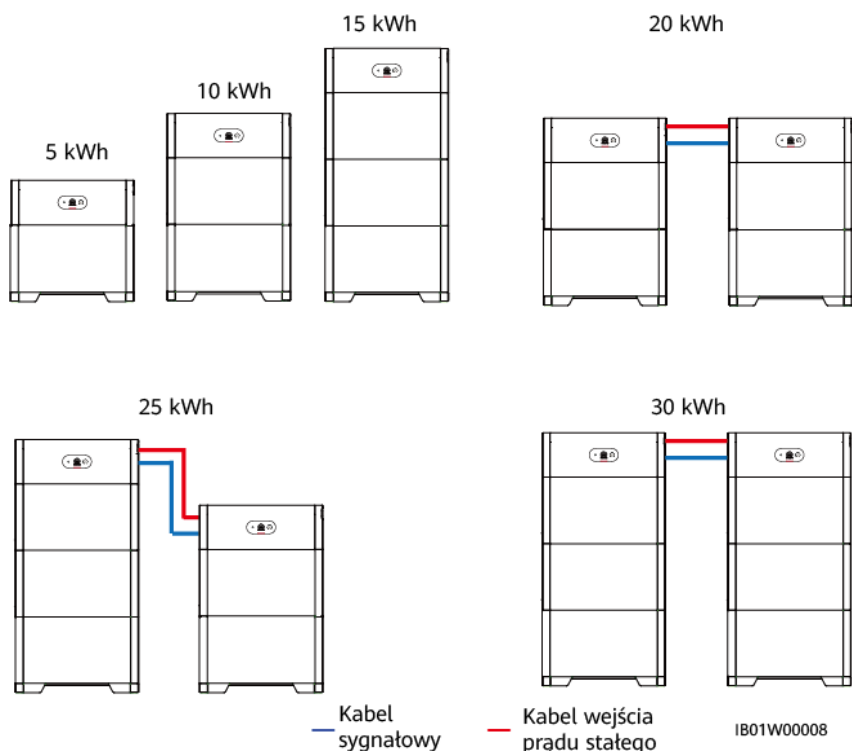 15 kWh
20 kWh
10 kWh
5 kWh
25 kWh
30 kWh
Kabel
sygnałowy
Kabel wejścia
prądu stałego
IB01W00008